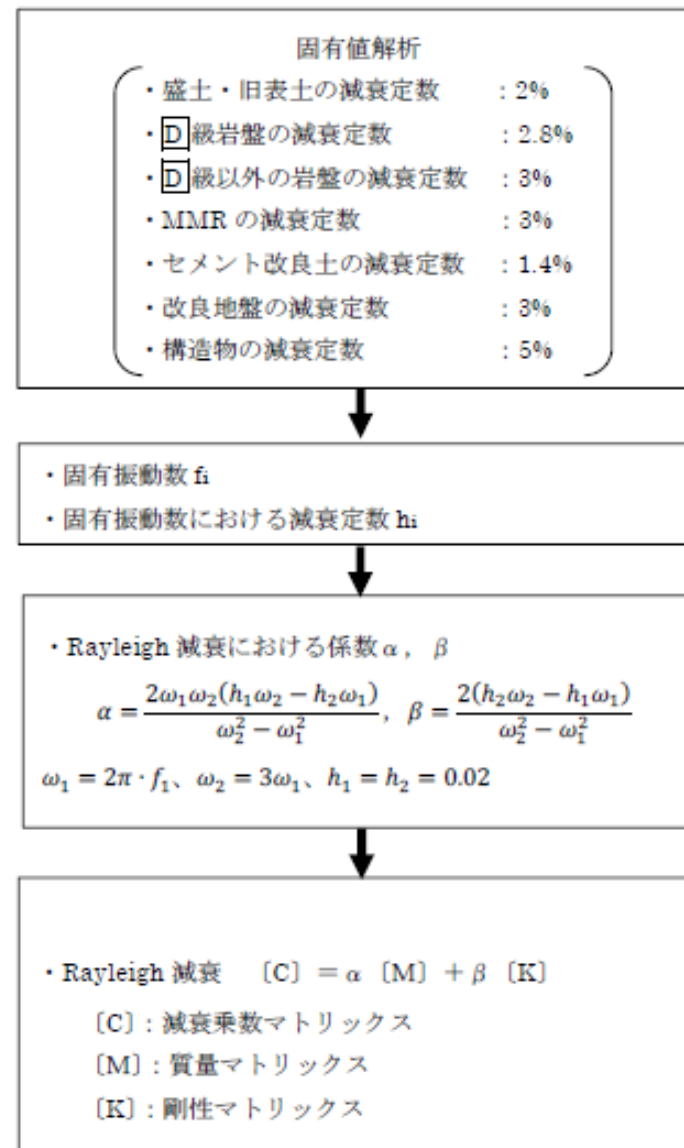 固有値解析
・盛土・旧表土の減衰定数 : 2%
・D級岩盤の減衰定数 : 2.8%
・D級以外の岩盤の減衰定数 : 3%
・MMR の減衰定数 : 3%
・セメント改良土の減衰定数 : 1.4%
・改良地盤の減衰定数 : 3%
・構造物の減衰定数 : 5%
・固有振動数 fi
・固有振動数における減衰定数 hi
・Rayleigh 減衰における係数α, β
α = 2ω₁ω₂(h₁ω₂ − h₂ω₁) / (ω₂² − ω₁²), β = 2(h₂ω₂ − h₁ω₁) / (ω₂² − ω₁²)
ω₁ = 2π · f₁、ω₂ = 3ω₁、h₁ = h₂ = 0.02
・Rayleigh 減衰 〔C〕=α〔M〕+β〔K〕
〔C〕:減衰乗数マトリックス
〔M〕:質量マトリックス
〔K〕:剛性マトリックス